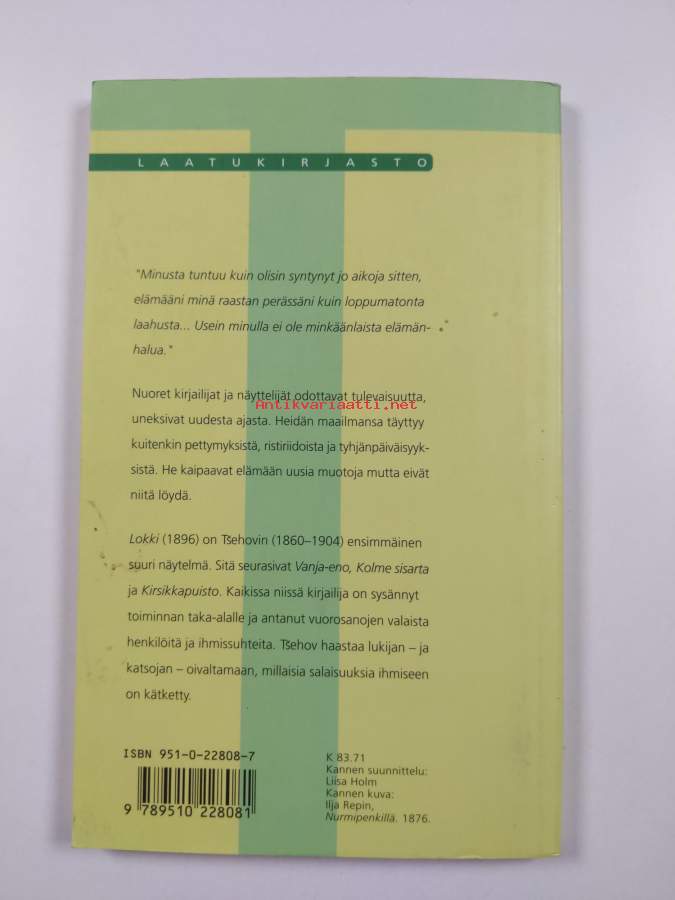 LAATUKIRJASTO
"Minusta tuntuu kuin olisin syntynyt jo aikoja sitten,
elämääni minä raastan perässäni kuin loppumatonta
laahusta... Usein minulla ei ole minkäänlaista elämän-
halua."
Nuoret kirjailijat ja näyttelijät odottavat tulevaisuutta,
Antikvariaatti.net
uneksivat uudesta ajasta. Heidän maailmansa täyttyy
kuitenkin pettymyksistä, ristiriidoista ja tyhjänpäiväisyyk-
sistä. He kaipaavat elämään uusia muotoja mutta eivät
niitä löydä.
Lokki (1896) on Tšehovin (1860–1904) ensimmäinen
suuri näytelmä. Sitä seurasivat Vanja-eno, Kolme sisarta
ja Kirsikkapuisto. Kaikissa niissä kirjailija on sysännyt
toiminnan taka-alalle ja antanut vuorosanojen valaista
henkilöitä ja ihmissuhteita. Tšehov haastaa lukijan – ja
katsojan – oivaltamaan, millaisia salaisuuksia ihmiseen
on kätketty.
ISBN 951-0-22808-7
9 789510 228081
K 83.71
Kannen suunnittelu:
Liisa Holm
Kannen kuva:
Ilja Repin,
Nurmipenkillä. 1876.